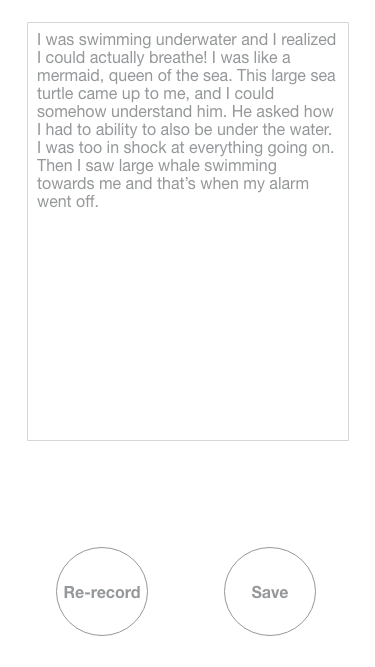 I was swimming underwater and I realized
I could actually breathe! I was like a
mermaid, queen of the sea. This large sea
turtle came up to me, and I could
somehow understand him. He asked how
I had to ability to also be under the water.
I was too in shock at everything going on.
Then I saw large whale swimming
towards me and that’s when my alarm
went off.
Re-record
Save